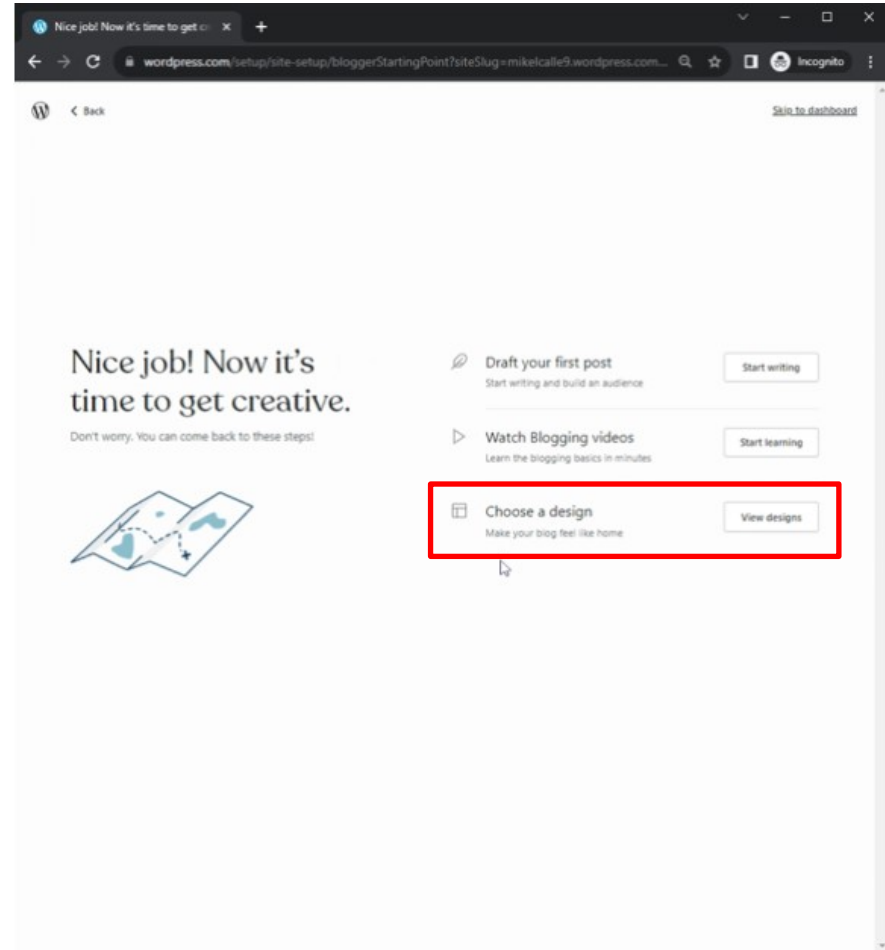 Nice job! Now it's time to get c
wordpress.com/setup/site-setup/bloggerStartingPoint?siteSlug=mikelcalle9.wordpress.com...
Incognito
Back
Skip to dashboard
Nice job! Now it's
time to get creative.
Don't worry. You can come back to these steps!
Draft your first post
Start writing and build an audience
Start writing
Watch Blogging videos
Learn the blogging basics in minutes
Start learning
Choose a design
Make your blog feel like home
View designs